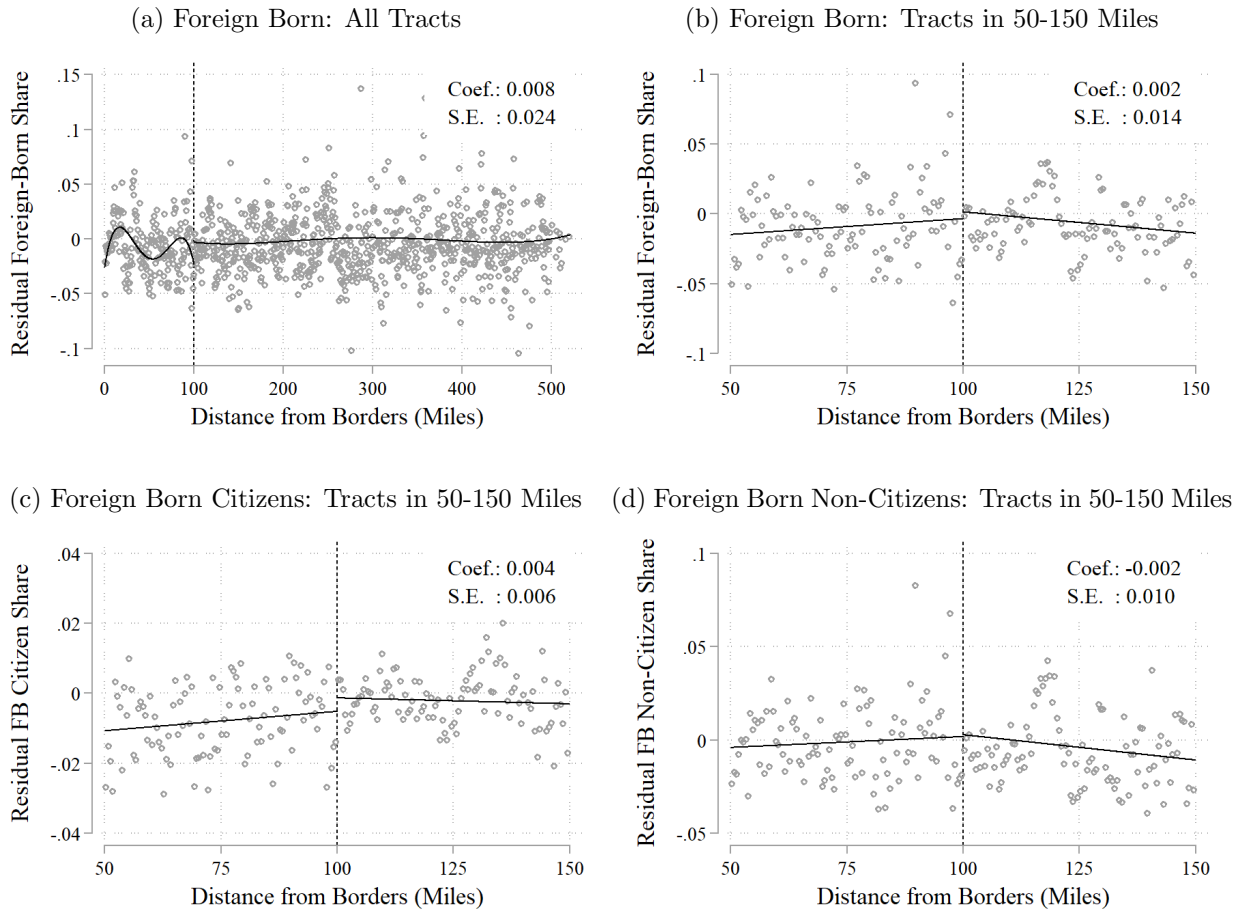 (a) Foreign Born: All Tracts
Residual Foreign-Born Share
.15
.1
.05
0
-.05
-.1
Coef.: 0.008
S.E. : 0.024
0 100 200 300 400 500
Distance from Borders (Miles)
(b) Foreign Born: Tracts in 50-150 Miles
Residual Foreign-Born Share
.1
.05
0
-.05
-.1
Coef.: 0.002
S.E. : 0.014
50 75 100 125 150
Distance from Borders (Miles)
(c) Foreign Born Citizens: Tracts in 50-150 Miles
Residual FB Citizen Share
.04
.02
0
-.02
-.04
Coef.: 0.004
S.E. : 0.006
50 75 100 125 150
Distance from Borders (Miles)
(d) Foreign Born Non-Citizens: Tracts in 50-150 Miles
Residual FB Non-Citizen Share
.1
.05
0
-.05
Coef.: -0.002
S.E. : 0.010
50 75 100 125 150
Distance from Borders (Miles)